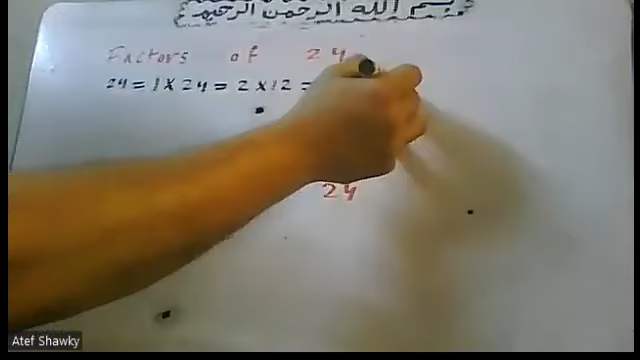 بسم الله الرحمن الرحيم
Factors of 24
24 = 1 X 24 = 2 X 12 =
24
Atef Shawky